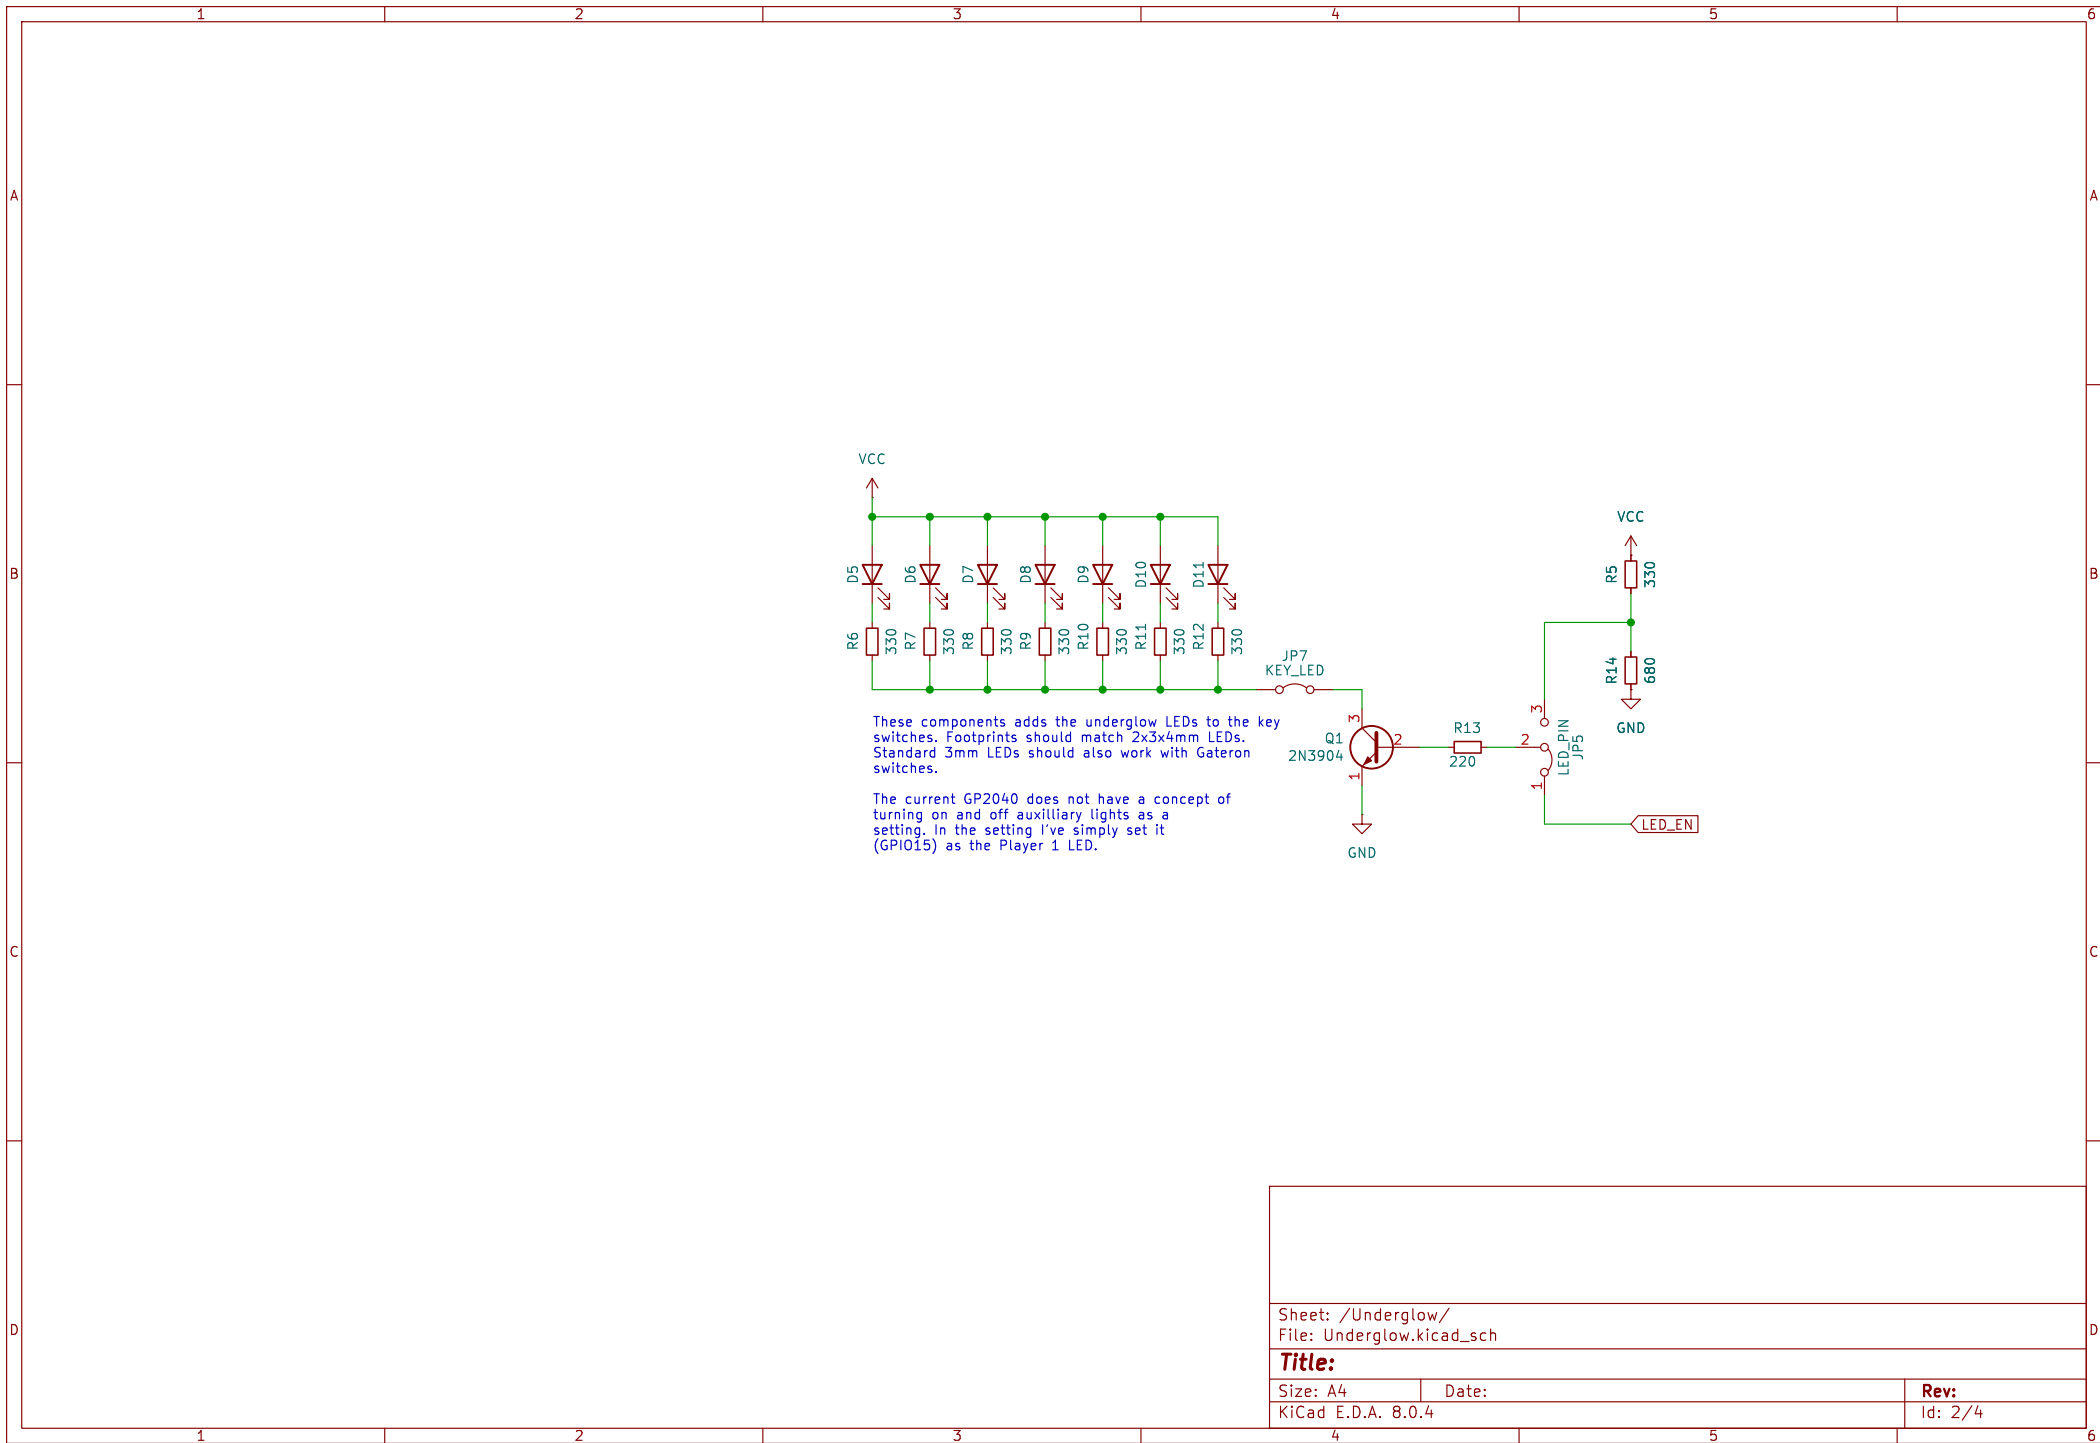 1 2 3 4 5 6
A A
VCC
VCC
D5 D6 D7 D8 D9 D10 D11
R5 330
B B
R6 330 R7 330 R8 330 R9 330 R10 330 R11 330 R12 330
JP7
KEY_LED
R14 680
GND
These components adds the underglow LEDs to the key
switches. Footprints should match 2x3x4mm LEDs.
Standard 3mm LEDs should also work with Gateron
switches.
The current GP2040 does not have a concept of
turning on and off auxilliary lights as a
setting. In the setting I've simply set it
(GPIO15) as the Player 1 LED.
3
Q1
2N3904
2
1
GND
R13
220
3
2
1
LED_PIN
JP5
LED_EN
C C
D D
Sheet: /Underglow/
File: Underglow.kicad_sch
Title:
Size: A4 Date: Rev:
KiCad E.D.A. 8.0.4 Id: 2/4
1 2 3 4 5 6